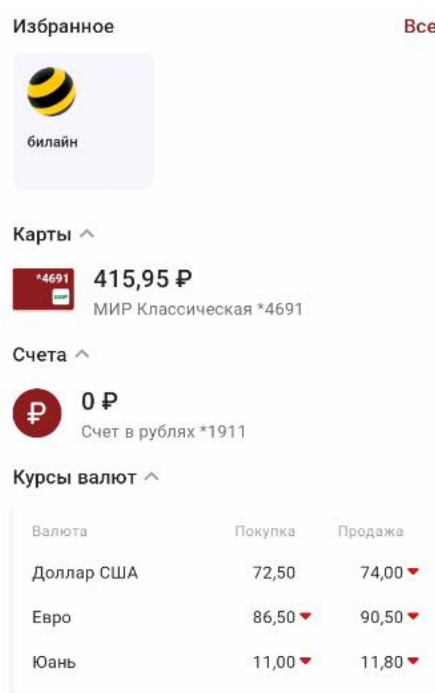 Избранное Все
билайн
Карты
*4691
415,95 ₽
МИР Классическая *4691
Счета
₽
0 ₽
Счет в рублях *1911
Курсы валют
Валюта Покупка Продажа
Доллар США 72,50 74,00
Евро 86,50 90,50
Юань 11,00 11,80